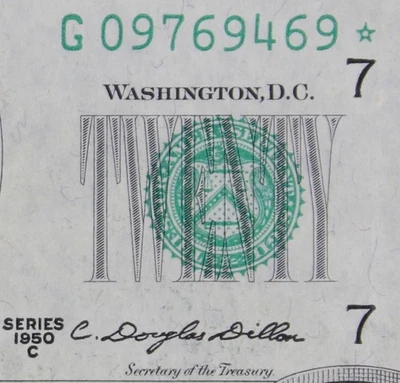 G 09769469 ☆
7
WASHINGTON, D.C.
TWENTY
7
SERIES
1950
C
C. Douglas Dillon
Secretary of the Treasury.